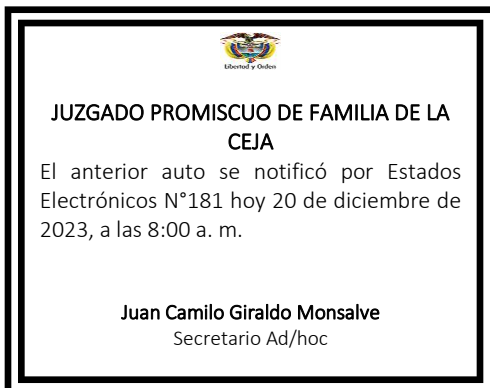 Libertad y Orden
JUZGADO PROMISCUO DE FAMILIA DE LA
CEJA
El anterior auto se notificó por Estados
Electrónicos N°181 hoy 20 de diciembre de
2023, a las 8:00 a. m.
Juan Camilo Giraldo Monsalve
Secretario Ad/hoc